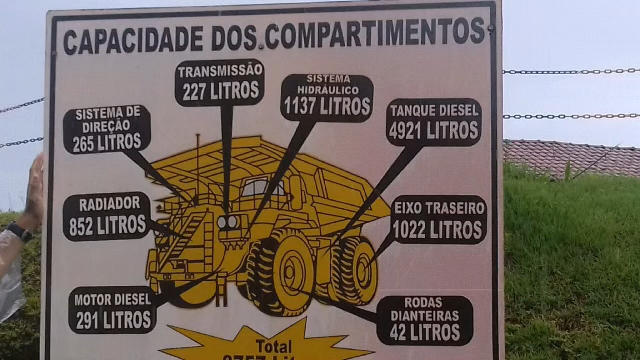 CAPACIDADE DOS COMPARTIMENTOS
TRANSMISSÃO
227 LITROS
SISTEMA
HIDRÁULICO
1137 LITROS
SISTEMA DE
DIREÇÃO
265 LITROS
TANQUE DIESEL
4921 LITROS
RADIADOR
852 LITROS
EIXO TRASEIRO
1022 LITROS
MOTOR DIESEL
291 LITROS
RODAS
DIANTEIRAS
42 LITROS
Total